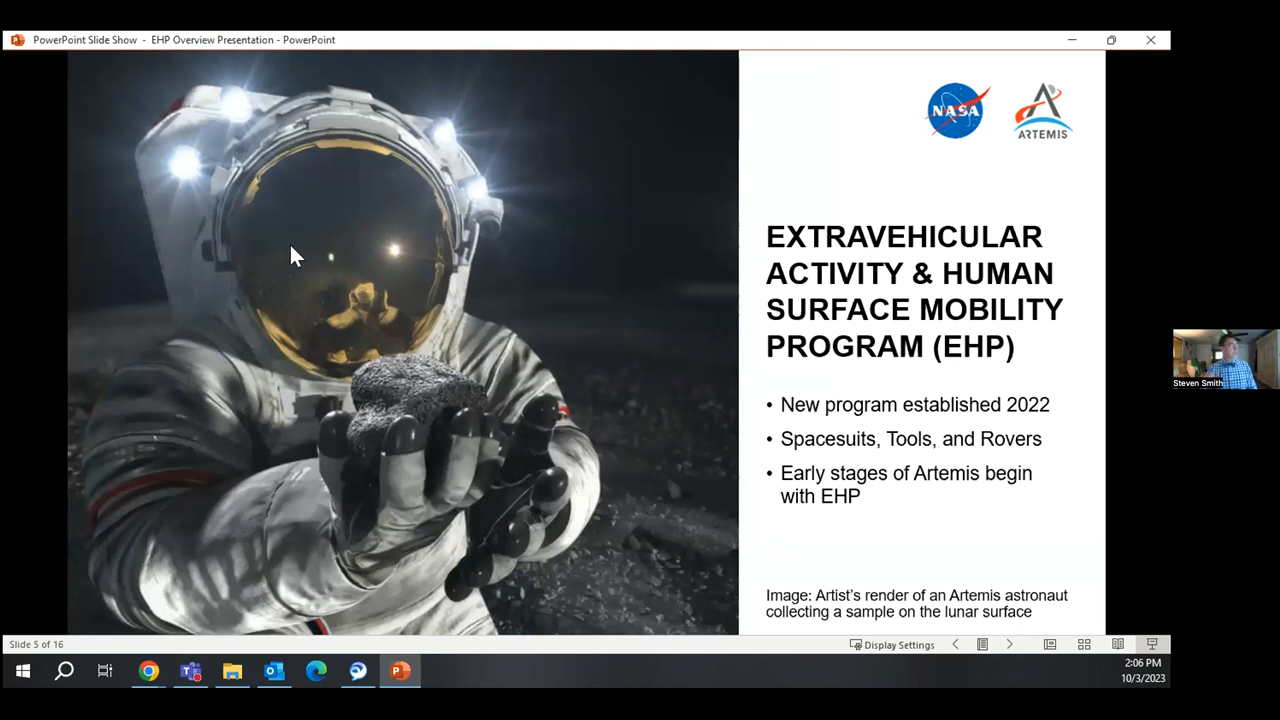 PowerPoint Slide Show - EHP Overview Presentation - PowerPoint
NASA
ARTEMIS
EXTRAVEHICULAR
ACTIVITY & HUMAN
SURFACE MOBILITY
PROGRAM (EHP)
• New program established 2022
• Spacesuits, Tools, and Rovers
• Early stages of Artemis begin
with EHP
Image: Artist's render of an Artemis astronaut
collecting a sample on the lunar surface
Steven Smith
Slide 5 of 16
Display Settings
2:06 PM
10/3/2023